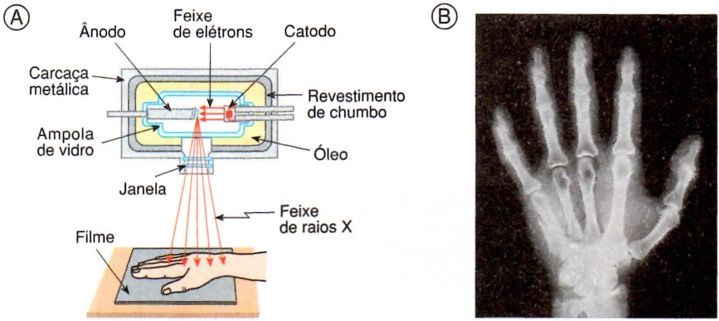 A
Ânodo
Feixe
de elétrons
Catodo
Carcaça
metálica
Revestimento
de chumbo
Ampola
de vidro
Óleo
Janela
Feixe
de raios X
Filme
B